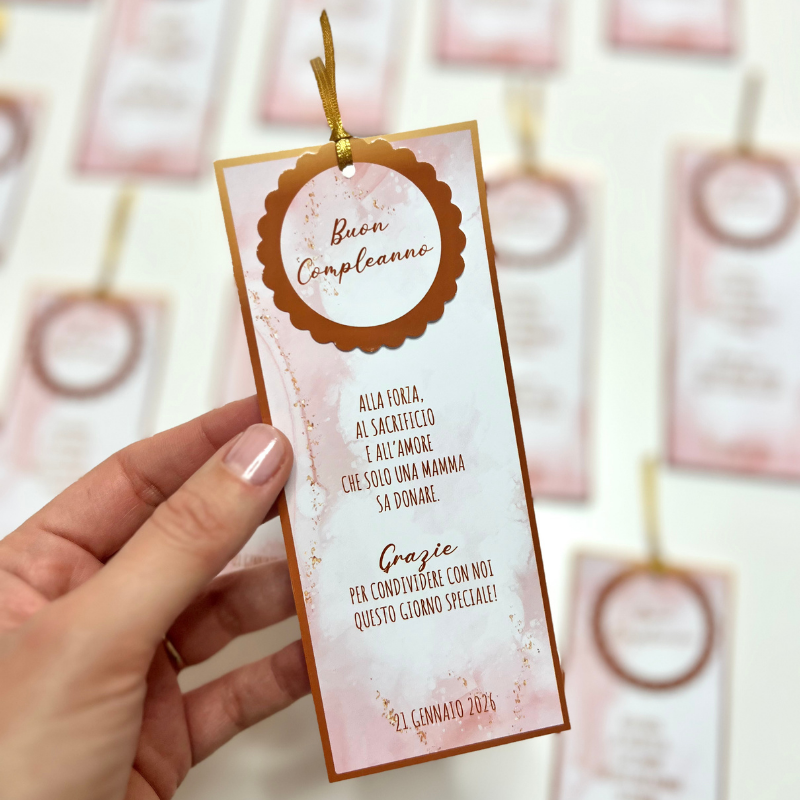 Buon
Compleanno
ALLA FORZA,
AL SACRIFICIO
E ALL'AMORE
CHE SOLO UNA MAMMA
SA DONARE.
Grazie
PER CONDIVIDERE CON NOI
QUESTO GIORNO SPECIALE!
21 GENNAIO 2026